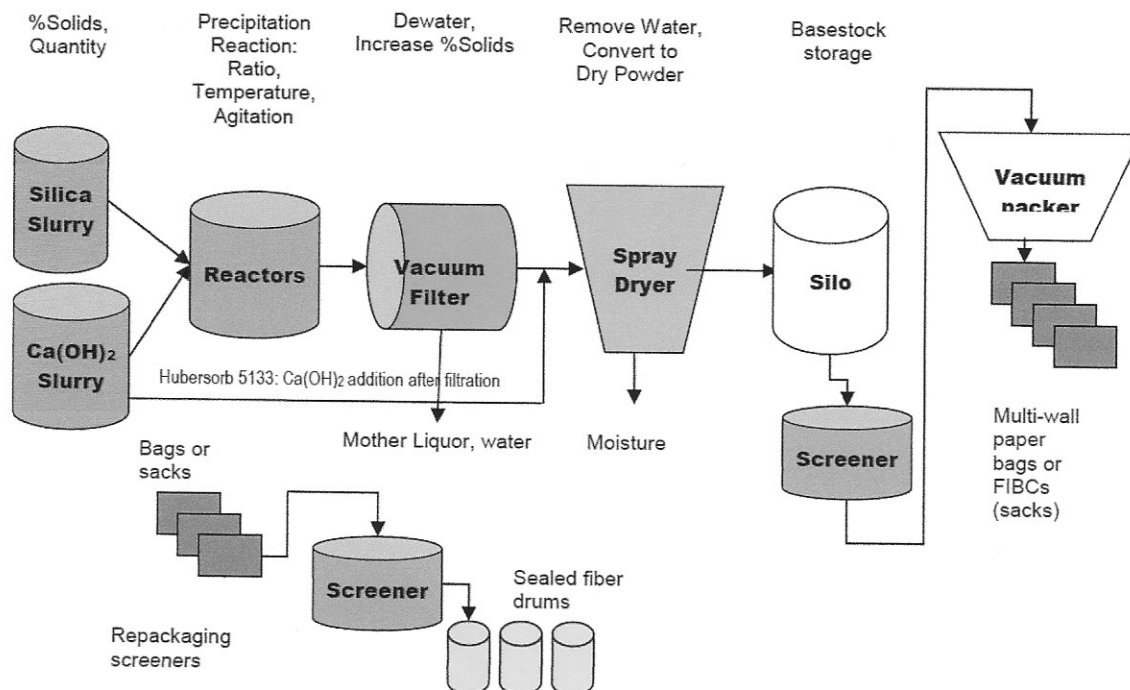 %Solids,
Quantity
Precipitation
Reaction:
Ratio,
Temperature,
Agitation
Dewater,
Increase %Solids
Remove Water,
Convert to
Dry Powder
Basestock
storage
Silica
Slurry
Reactors
Vacuum
Filter
Spray
Dryer
Silo
Vacuum
packer
Ca(OH)₂
Slurry
Hubersorb 5133: Ca(OH)₂ addition after filtration
Mother Liquor, water
Moisture
Screener
Multi-wall
paper
bags or
FIBCs
(sacks)
Bags or
sacks
Screener
Sealed fiber
drums
Repackaging
screeners